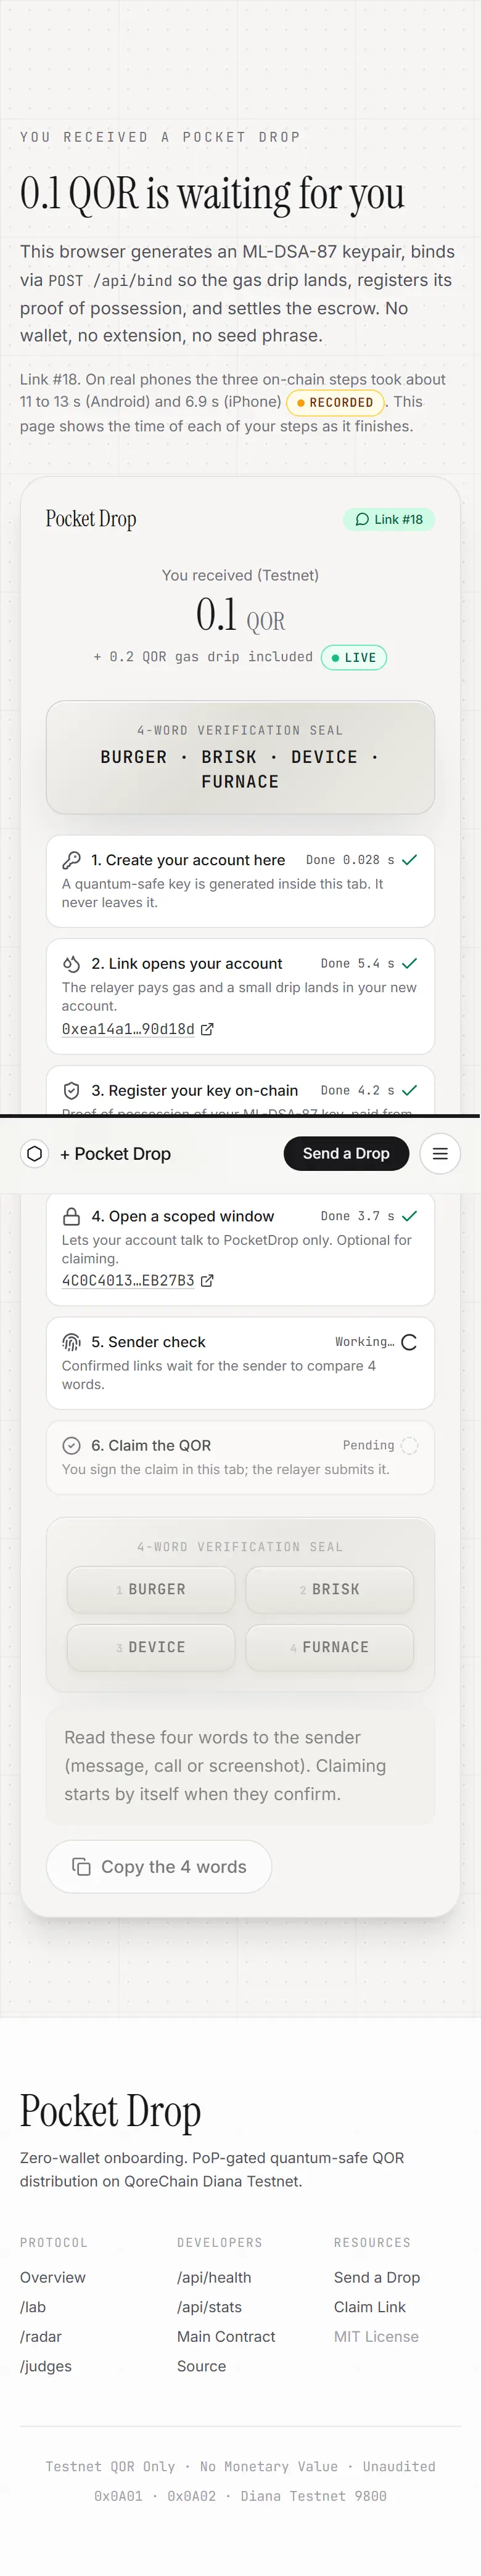 YOU RECEIVED A POCKET DROP
0.1 QOR is waiting for you
This browser generates an ML-DSA-87 keypair, binds
via POST /api/bind so the gas drip lands, registers its
proof of possession, and settles the escrow. No
wallet, no extension, no seed phrase.
Link #18. On real phones the three on-chain steps took about
11 to 13 s (Android) and 6.9 s (iPhone) RECORDED. This
page shows the time of each of your steps as it finishes.
Pocket Drop
Link #18
You received (Testnet)
0.1 QOR
+ 0.2 QOR gas drip included LIVE
4-WORD VERIFICATION SEAL
BURGER · BRISK · DEVICE ·
FURNACE
1. Create your account here Done 0.028 s
A quantum-safe key is generated inside this tab. It
never leaves it.
2. Link opens your account Done 5.4 s
The relayer pays gas and a small drip lands in your new
account.
0xea14a1…90d18d
3. Register your key on-chain Done 4.2 s
Proof of possession of your ML-DSA-87 key, paid from
+ Pocket Drop
Send a Drop
4. Open a scoped window Done 3.7 s
Lets your account talk to PocketDrop only. Optional for
claiming.
4C0C4013…EB27B3
5. Sender check Working…
Confirmed links wait for the sender to compare 4
words.
6. Claim the QOR Pending
You sign the claim in this tab; the relayer submits it.
4-WORD VERIFICATION SEAL
1 BURGER 2 BRISK
3 DEVICE 4 FURNACE
Read these four words to the sender
(message, call or screenshot). Claiming
starts by itself when they confirm.
Copy the 4 words
Pocket Drop
Zero-wallet onboarding. PoP-gated quantum-safe QOR
distribution on QoreChain Diana Testnet.
PROTOCOL DEVELOPERS RESOURCES
Overview /api/health Send a Drop
/lab /api/stats Claim Link
/radar Main Contract MIT License
/judges Source
Testnet QOR Only · No Monetary Value · Unaudited
0x0A01 · 0x0A02 · Diana Testnet 9800